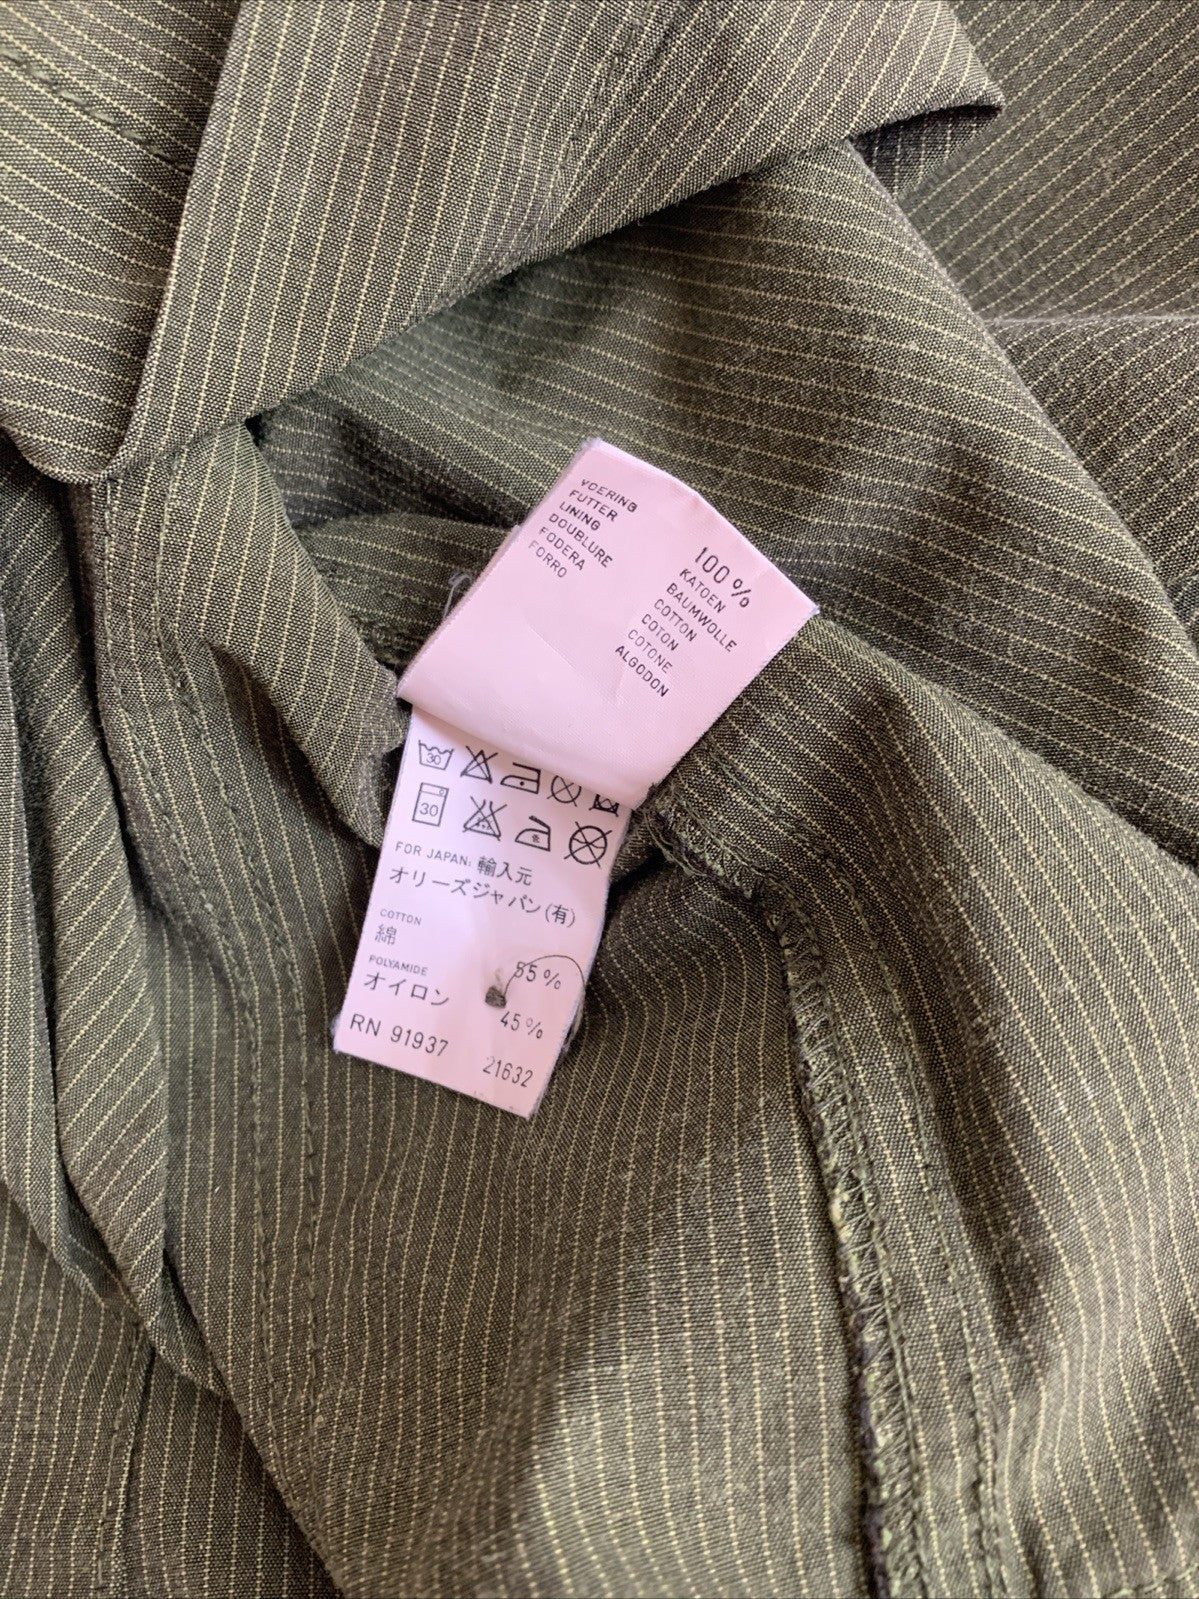 VOERING
FUTTER
LINING
DOUBLURE
FODERA
FORRO
100%
KATOEN
BAUMWOLLE
COTTON
COTON
COTONE
ALGODON
30
30
FOR JAPAN: 輸入元
オリーズジャパン(有)
COTTON
綿 55%
POLYAMIDE
オイロン 45%
RN 91937 21632